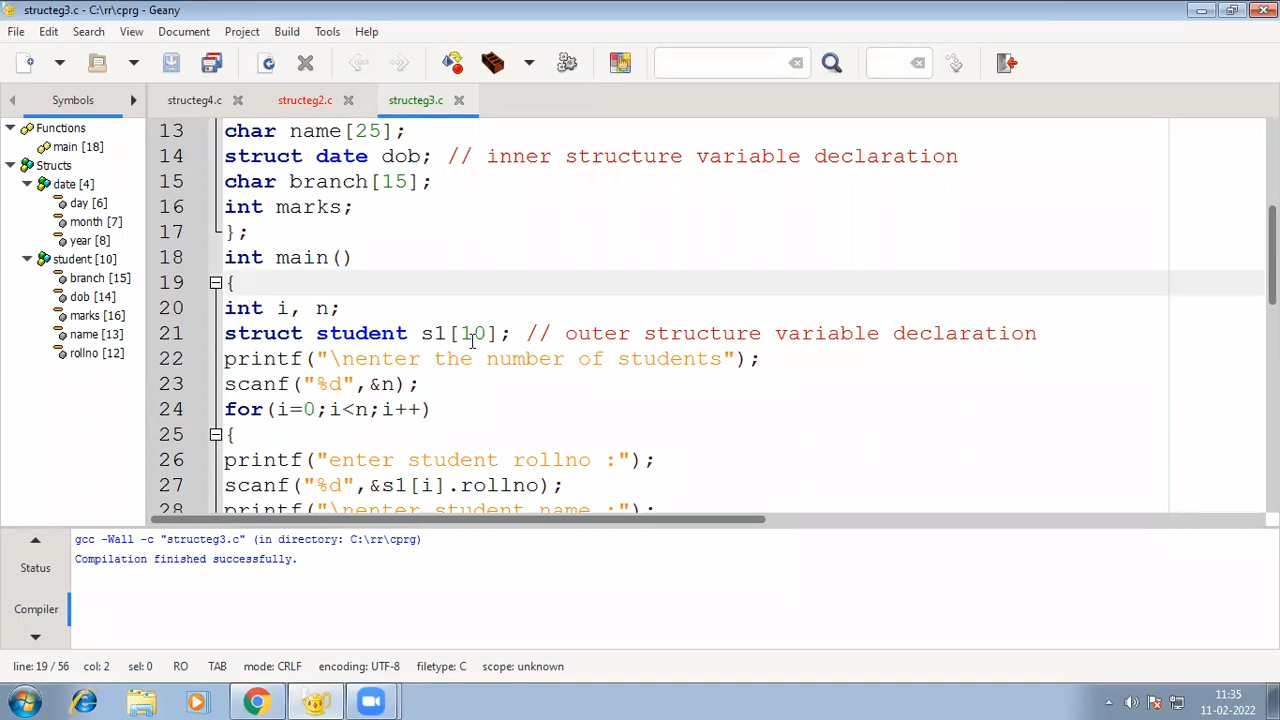 structeg3.c - C:\rr\cprg - Geany
File Edit Search View Document Project Build Tools Help
Symbols
structeg4.c structeg2.c structeg3.c
Functions
main [18]
Structs
date [4]
day [6]
month [7]
year [8]
student [10]
branch [15]
dob [14]
marks [16]
name [13]
rollno [12]
13 char name[25];
14 struct date dob; // inner structure variable declaration
15 char branch[15];
16 int marks;
17 };
18 int main()
19 {
20 int i, n;
21 struct student s1[10]; // outer structure variable declaration
22 printf("\nenter the number of students");
23 scanf("%d",&n);
24 for(i=0;i<n;i++)
25 {
26 printf("enter student rollno :");
27 scanf("%d",&s1[i].rollno);
28 printf("\nenter student name :");
Status
Compiler
gcc -Wall -c "structeg3.c" (in directory: C:\rr\cprg)
Compilation finished successfully.
line: 19 / 56 col: 2 sel: 0 RO TAB mode: CRLF encoding: UTF-8 filetype: C scope: unknown
11:35
11-02-2022